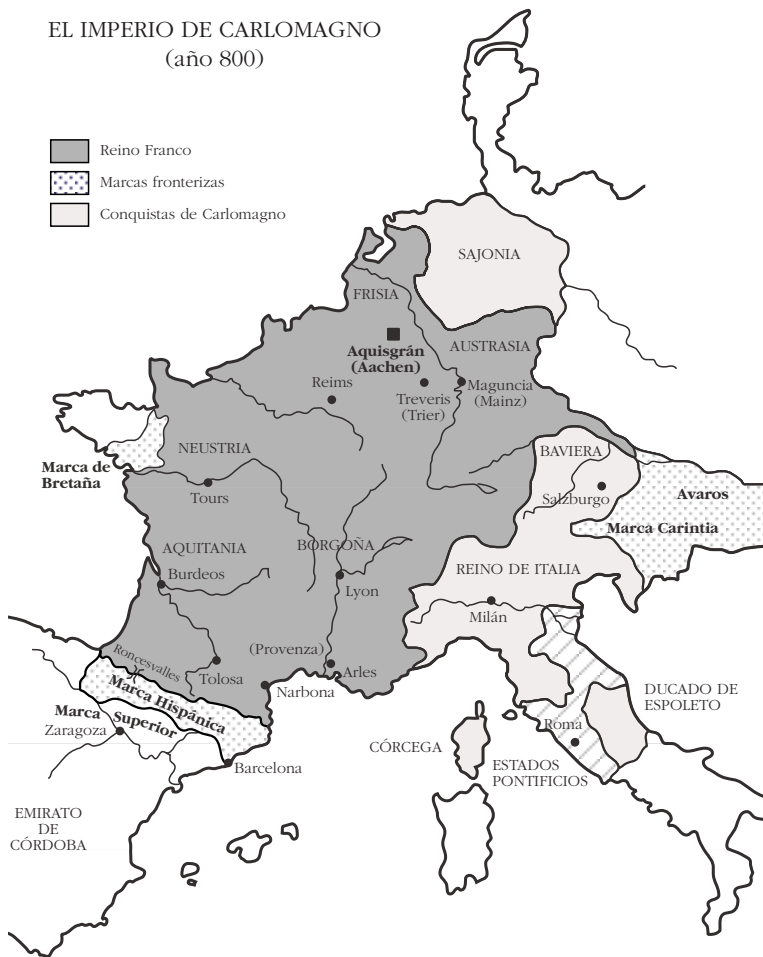 EL IMPERIO DE CARLOMAGNO
(año 800)
Reino Franco
Marcas fronterizas
Conquistas de Carlomagno
SAJONIA
FRISIA
Aquisgrán
(Aachen)
AUSTRASIA
Reims
Treveris
(Trier)
Maguncia
(Mainz)
Marca de
Bretaña
NEUSTRIA
Tours
BAVIERA
Salzburgo
Avaros
Marca Carintia
AQUITANIA
BORGOÑA
Burdeos
Lyon
REINO DE ITALIA
Milán
(Provenza)
Roncesvalles
Tolosa
Arles
Narbona
Marca Hispánica
Marca Superior
Zaragoza
Barcelona
DUCADO DE
ESPOLETO
Roma
CÓRCEGA
ESTADOS
PONTIFICIOS
EMIRATO
DE
CÓRDOBA